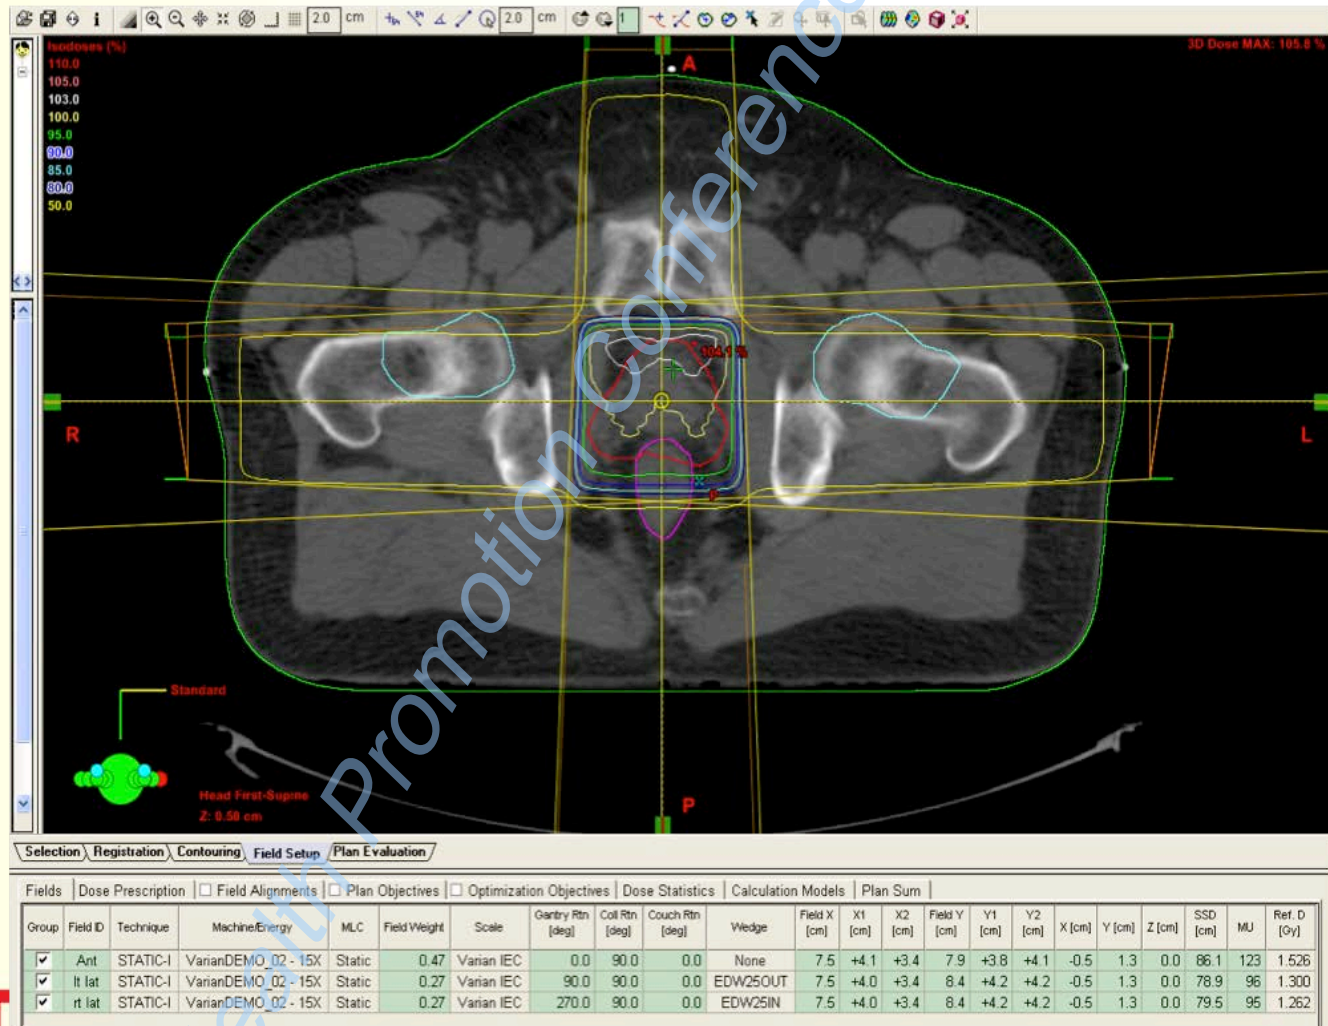 2.0 cm 2.0 cm 1
Isodoses (%)
3D Dose MAX: 105.8 %
110.0
105.0
103.0
100.0
95.0
90.0
85.0
80.0
50.0
A
104.1 %
R
L
P
Standard
P
Head First-Supine
Z: 0.50 cm
Health Promotion Conference
Selection Registration Contouring Field Setup Plan Evaluation
Fields Dose Prescription Field Alignments Plan Objectives Optimization Objectives Dose Statistics Calculation Models Plan Sum
Group Field ID Technique Machine/Energy MLC Field Weight Scale Gantry Rtn [deg] Coll Rtn [deg] Couch Rtn [deg] Wedge Field X [cm] X1 [cm] X2 [cm] Field Y [cm] Y1 [cm] Y2 [cm] X [cm] Y [cm] Z [cm] SSD [cm] MU Ref. D [Gy]
Ant STATIC-I VarianDEMO_02 - 15X Static 0.47 Varian IEC 0.0 90.0 0.0 None 7.5 +4.1 +3.4 7.9 +3.8 +4.1 -0.5 1.3 0.0 86.1 123 1.526
lt lat STATIC-I VarianDEMO_02 - 15X Static 0.27 Varian IEC 90.0 90.0 0.0 EDW25OUT 7.5 +4.0 +3.4 8.4 +4.2 +4.2 -0.5 1.3 0.0 78.9 96 1.300
rt lat STATIC-I VarianDEMO_02 - 15X Static 0.27 Varian IEC 270.0 90.0 0.0 EDW25IN 7.5 +4.0 +3.4 8.4 +4.2 +4.2 -0.5 1.3 0.0 79.5 95 1.262